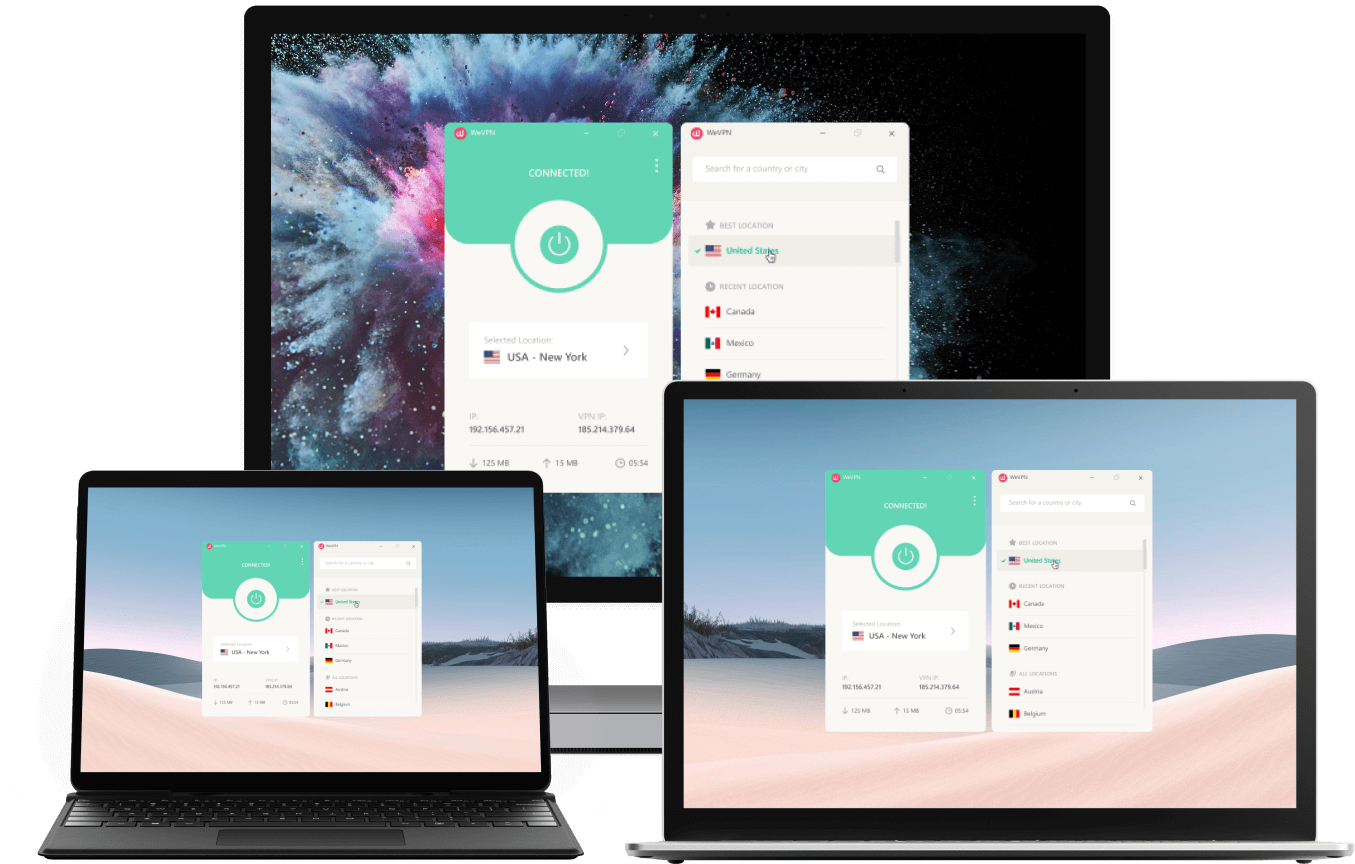 WeVPN
CONNECTED!
Selected Location:
USA - New York
IP:
VPN IP:
192.156.457.21
185.214.379.64
125 MB
15 MB
05:54
WeVPN
Search for a country or city
BEST LOCATION
United States
RECENT LOCATION
Canada
Mexico
Germany
WeVPN
CONNECTED!
Selected Location:
USA - New York
IP:
VPN IP:
192.156.457.21
185.214.379.64
125 MB
15 MB
05:54
WeVPN
Search for a country or city
BEST LOCATION
United States
RECENT LOCATION
Canada
Mexico
Germany
ALL LOCATIONS
Austria
Belgium
WeVPN
CONNECTED!
Selected Location
USA - New York
IP:
VPN IP:
192.156.457.21
185.214.379.64
125 MB
15 MB
05:54
WeVPN
Search for a country or city
BEST LOCATION
United States
RECENT LOCATION
Canada
Mexico
Germany
ALL LOCATIONS
Austria
Belgium